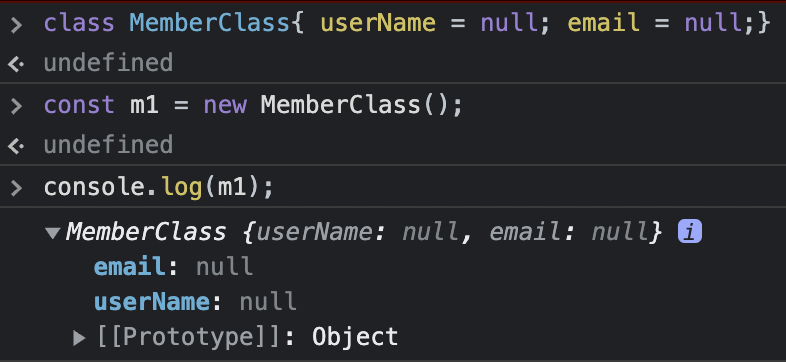 > class MemberClass{ userName = null; email = null;}
undefined
> const m1 = new MemberClass();
undefined
> console.log(m1);
▼MemberClass {userName: null, email: null} i
email: null
userName: null
▶[[Prototype]]: Object